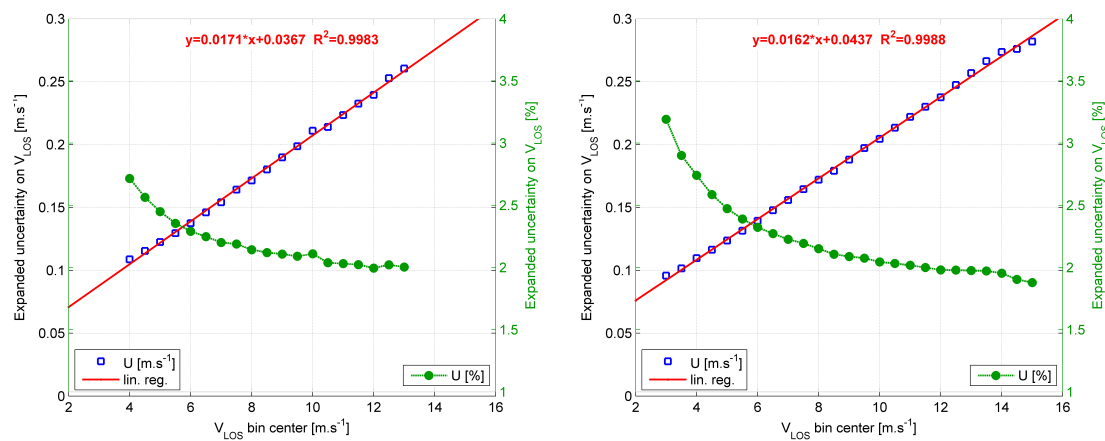 y=0.0171*x+0.0367 R²=0.9983
Expanded uncertainty on V_LOS [m.s⁻¹]
0.3
0.25
0.2
0.15
0.1
0.05
0
4
3.5
3
2.5
2
1.5
1
Expanded uncertainty on V_LOS [%]
U [m.s⁻¹]
lin. reg.
U [%]
2 4 6 8 10 12 14 16
V_LOS bin center [m.s⁻¹]
y=0.0162*x+0.0437 R²=0.9988
Expanded uncertainty on V_LOS [m.s⁻¹]
0.3
0.25
0.2
0.15
0.1
0.05
0
4
3.5
3
2.5
2
1.5
1
Expanded uncertainty on V_LOS [%]
U [m.s⁻¹]
lin. reg.
U [%]
2 4 6 8 10 12 14 16
V_LOS bin center [m.s⁻¹]